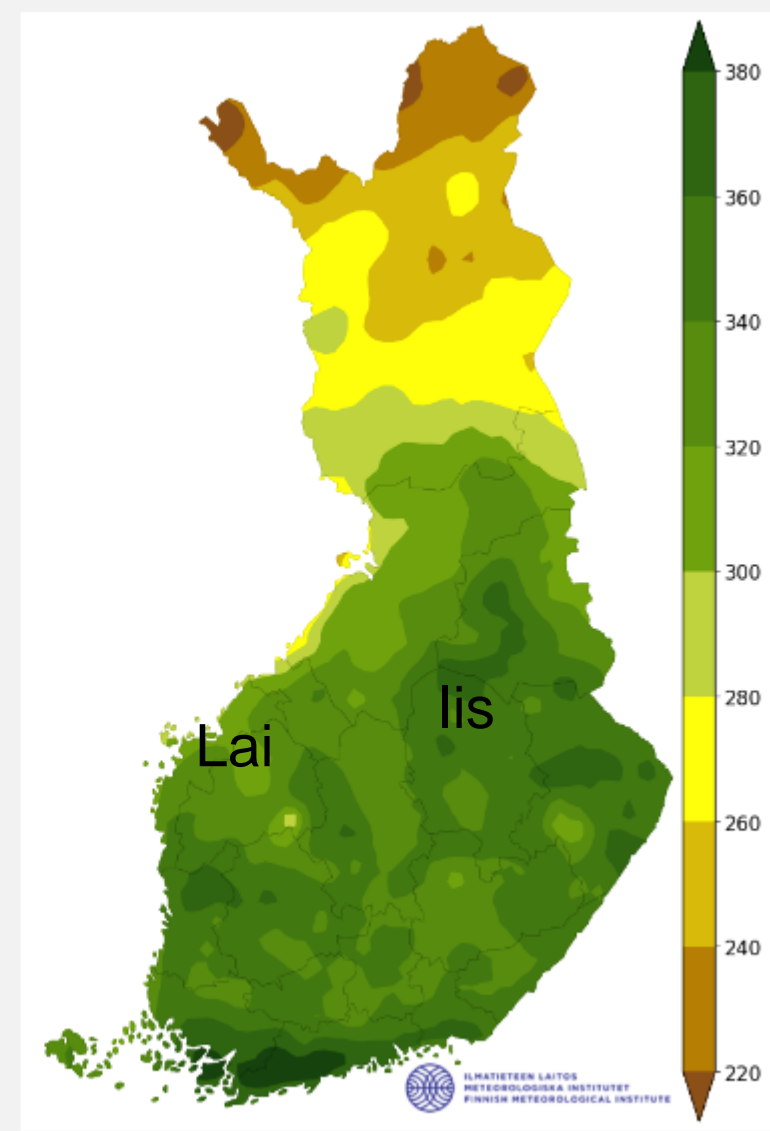 380
360
340
320
300
280
260
240
220
Iis
Lai
ILMATIETEEN LAITOS
METEOROLOGISKA INSTITUTET
FINNISH METEOROLOGICAL INSTITUTE